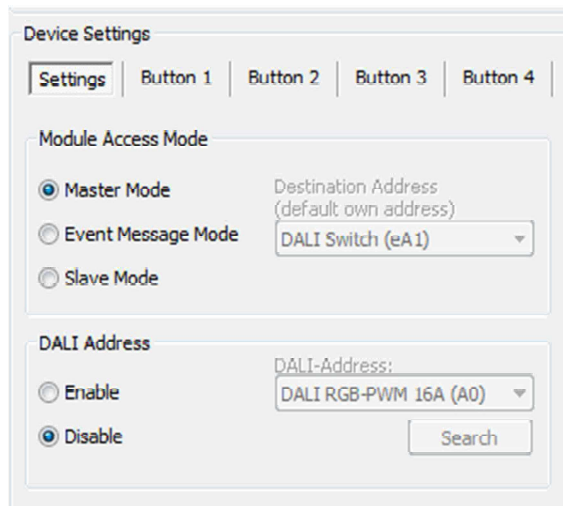 Device Settings
Settings Button 1 Button 2 Button 3 Button 4
Module Access Mode
Master Mode
Destination Address
(default own address)
Event Message Mode
DALI Switch (eA1)
Slave Mode
DALI Address
DALI-Address:
Enable
DALI RGB-PWM 16A (A0)
Disable
Search